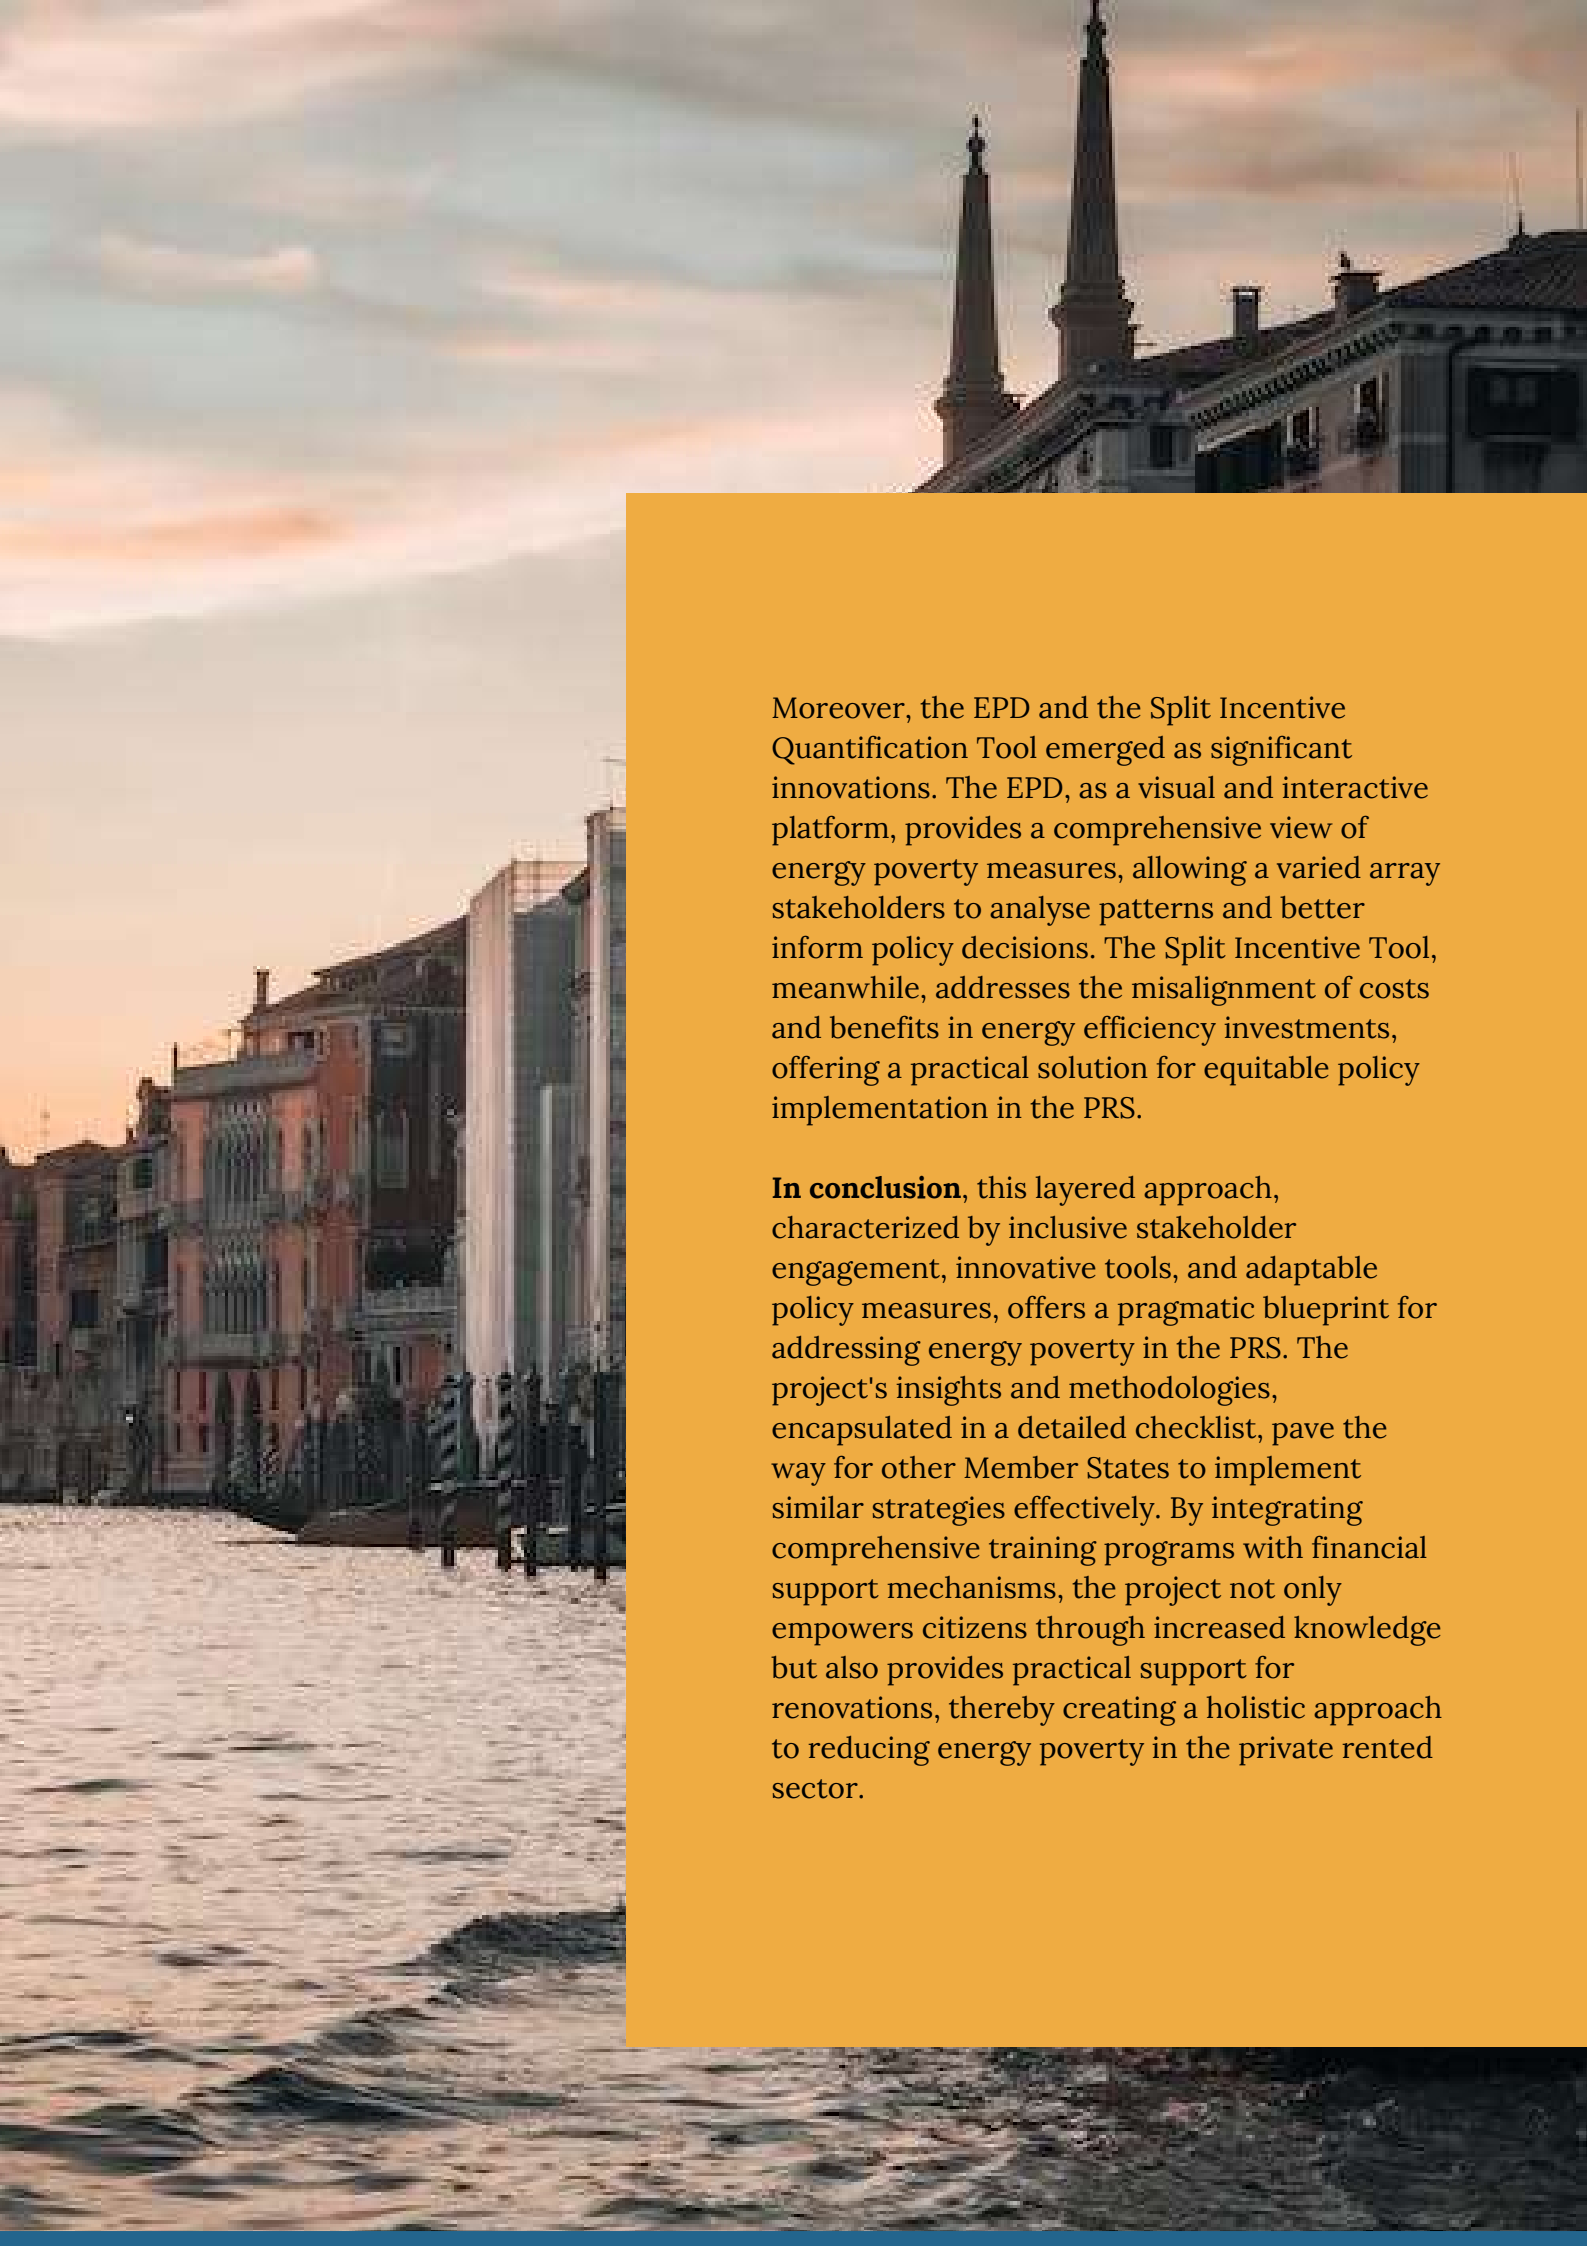 Moreover, the EPD and the Split Incentive
Quantification Tool emerged as significant
innovations. The EPD, as a visual and interactive
platform, provides a comprehensive view of
energy poverty measures, allowing a varied array
stakeholders to analyse patterns and better
inform policy decisions. The Split Incentive Tool,
meanwhile, addresses the misalignment of costs
and benefits in energy efficiency investments,
offering a practical solution for equitable policy
implementation in the PRS.
In conclusion, this layered approach,
characterized by inclusive stakeholder
engagement, innovative tools, and adaptable
policy measures, offers a pragmatic blueprint for
addressing energy poverty in the PRS. The
project's insights and methodologies,
encapsulated in a detailed checklist, pave the
way for other Member States to implement
similar strategies effectively. By integrating
comprehensive training programs with financial
support mechanisms, the project not only
empowers citizens through increased knowledge
but also provides practical support for
renovations, thereby creating a holistic approach
to reducing energy poverty in the private rented
sector.